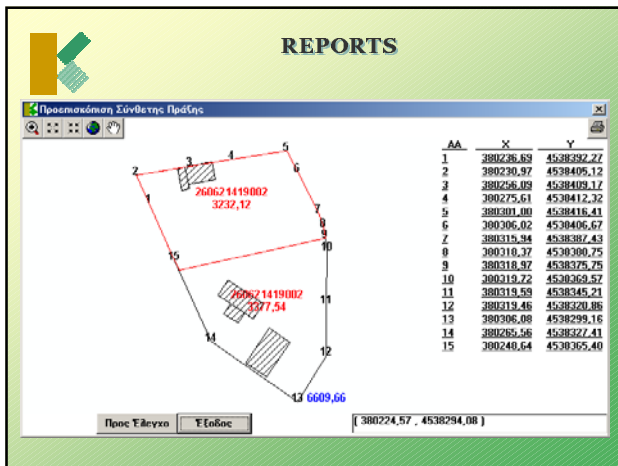 REPORTS
Προεπισκόπιση Σύνθετης Πράξης
5
4
3
2
6
1
260621419002
3232,12
7
8
9
10
15
260621419002
3377,54
11
14
12
13 6609,66
AA X Y
1 380236,69 4538392,27
2 380230,97 4538405,12
3 380256,09 4538409,17
4 380275,61 4538412,32
5 380301,00 4538416,41
6 380306,02 4538406,67
7 380315,94 4538387,43
8 380318,37 4538380,75
9 380318,97 4538375,75
10 380319,72 4538369,57
11 380319,59 4538345,21
12 380319,46 4538320,86
13 380306,08 4538299,16
14 380265,56 4538327,41
15 380248,64 4538365,40
Προς Έλεγχο Έξοδος ( 380224,57 , 4538294,08 )